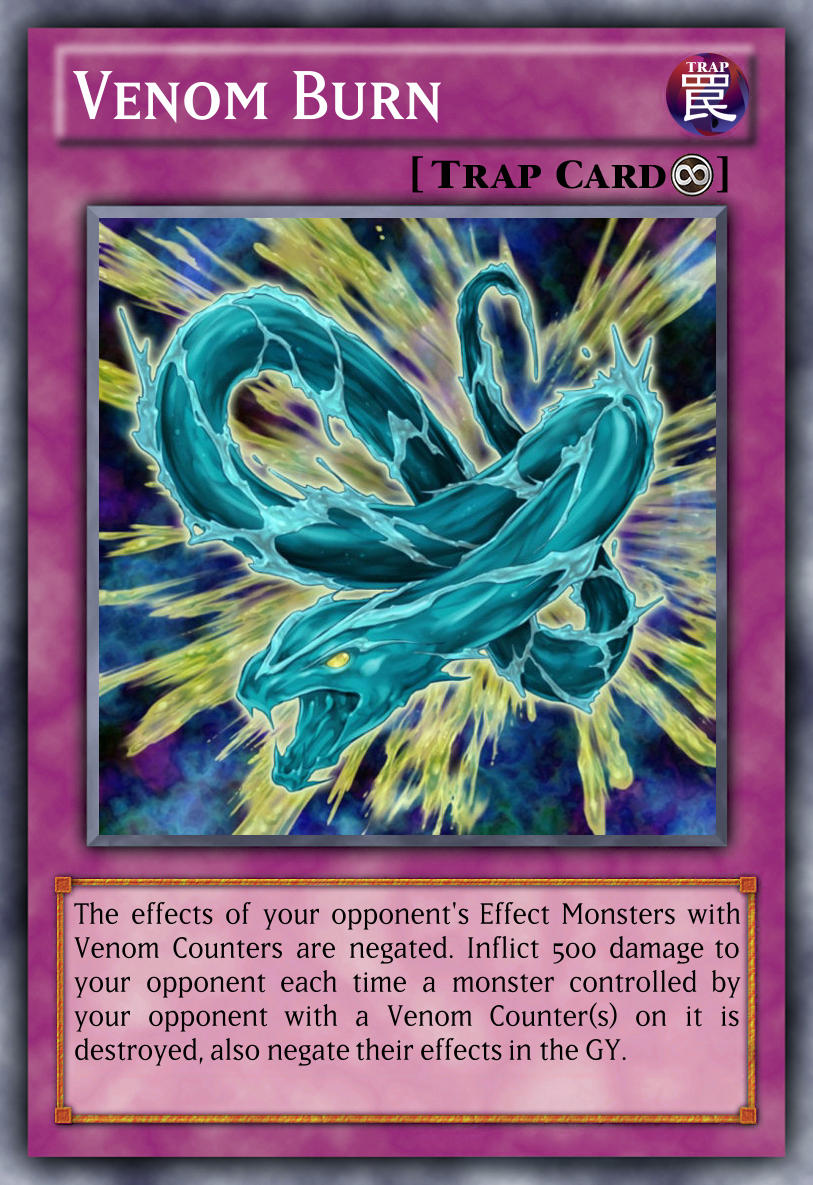 Venom Burn
TRAP
罠
[Trap Card♾]
The effects of your opponent's Effect Monsters with
Venom Counters are negated. Inflict 500 damage to
your opponent each time a monster controlled by
your opponent with a Venom Counter(s) on it is
destroyed, also negate their effects in the GY.